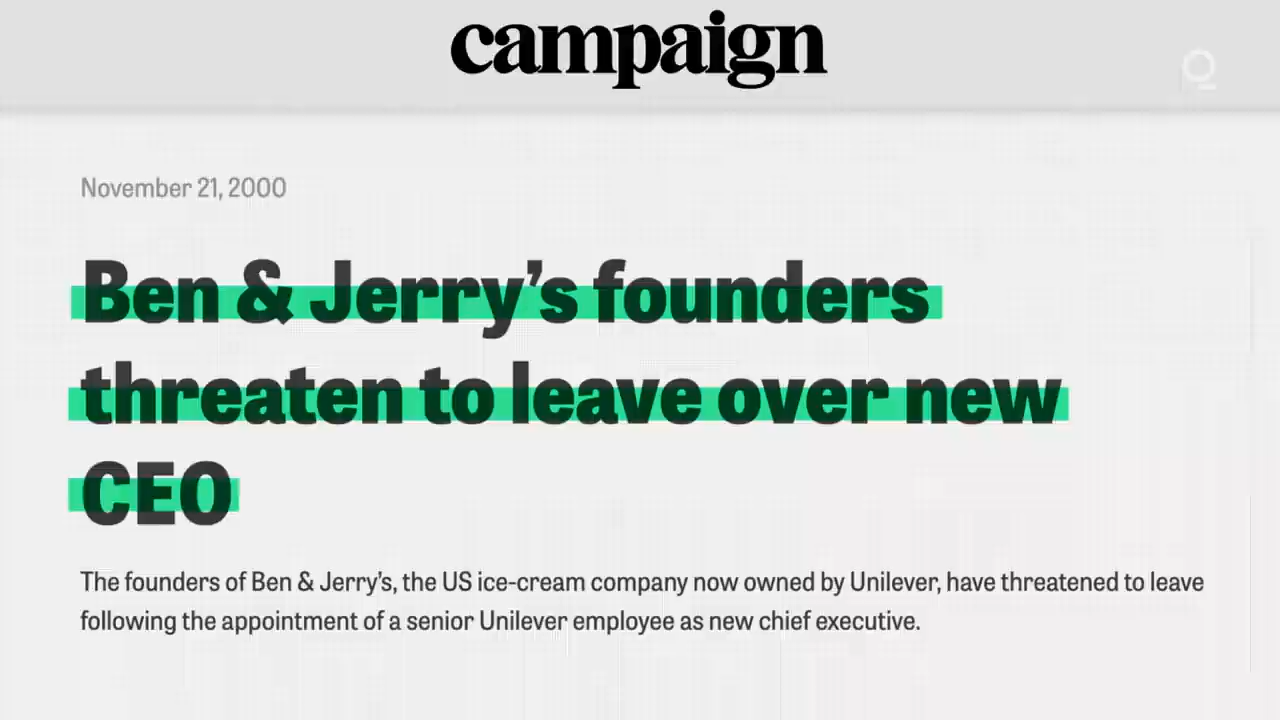 campaign
November 21, 2000
Ben & Jerry’s founders
threaten to leave over new
CEO
The founders of Ben & Jerry’s, the US ice-cream company now owned by Unilever, have threatened to leave
following the appointment of a senior Unilever employee as new chief executive.